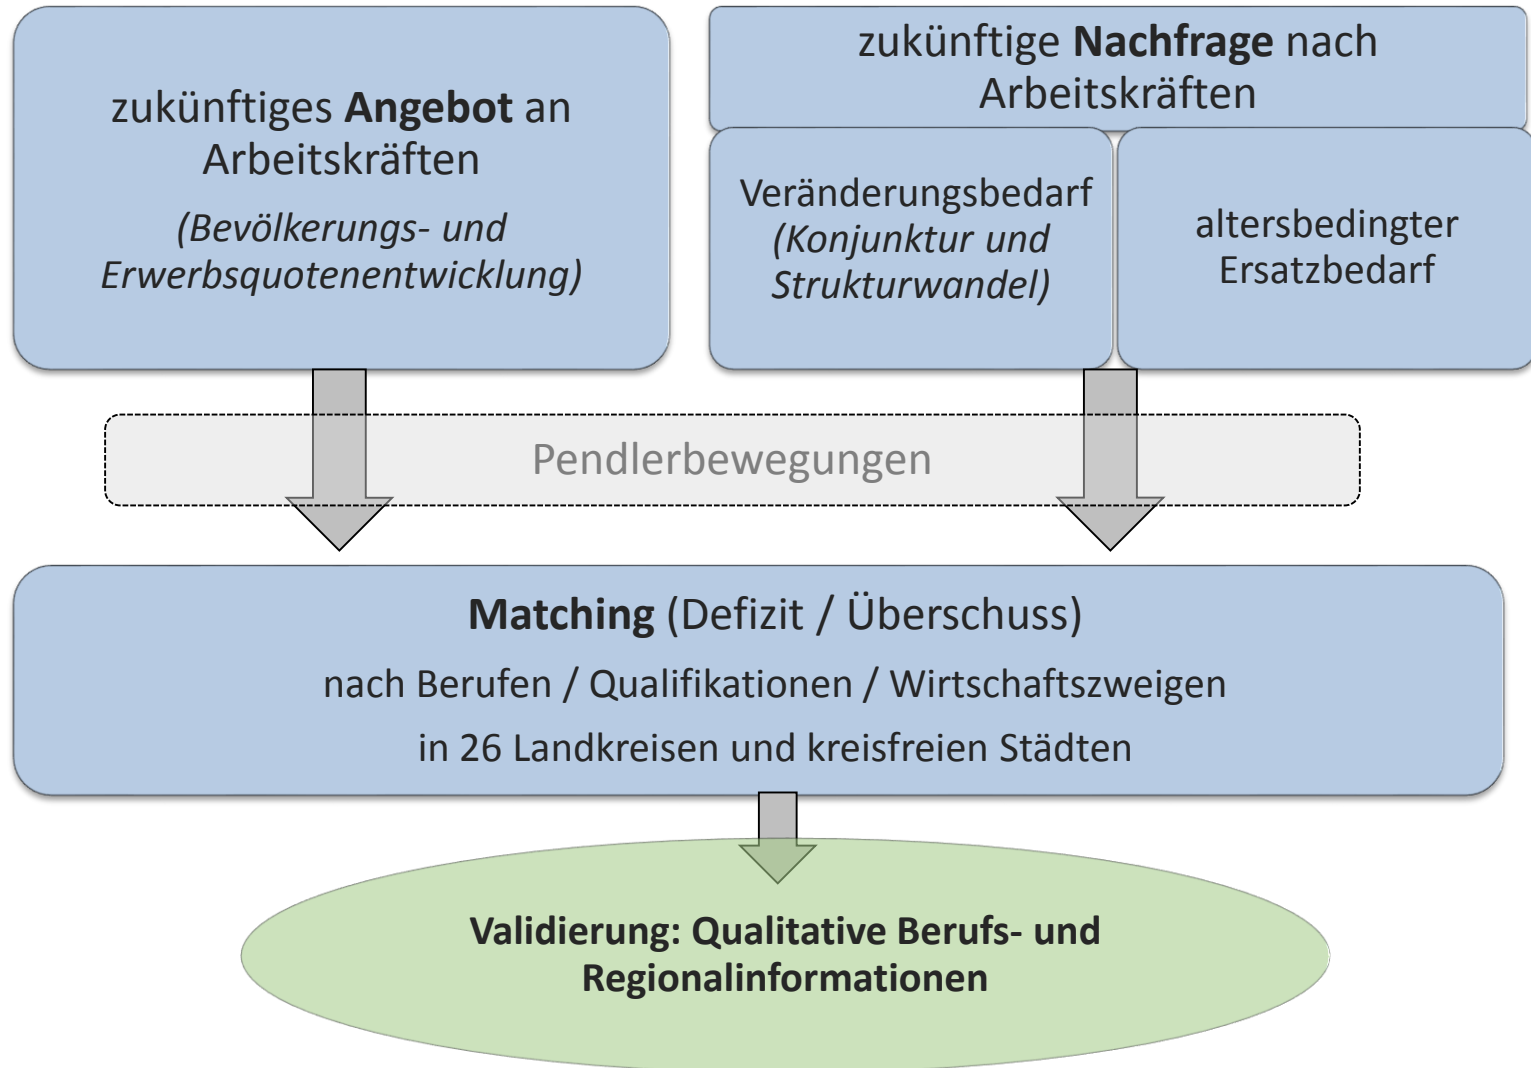 zukünftiges Angebot an
Arbeitskräften
(Bevölkerungs- und
Erwerbsquotenentwicklung)
zukünftige Nachfrage nach
Arbeitskräften
Veränderungsbedarf
(Konjunktur und
Strukturwandel)
altersbedingter
Ersatzbedarf
Pendlerbewegungen
Matching (Defizit / Überschuss)
nach Berufen / Qualifikationen / Wirtschaftszweigen
in 26 Landkreisen und kreisfreien Städten
Validierung: Qualitative Berufs- und
Regionalinformationen